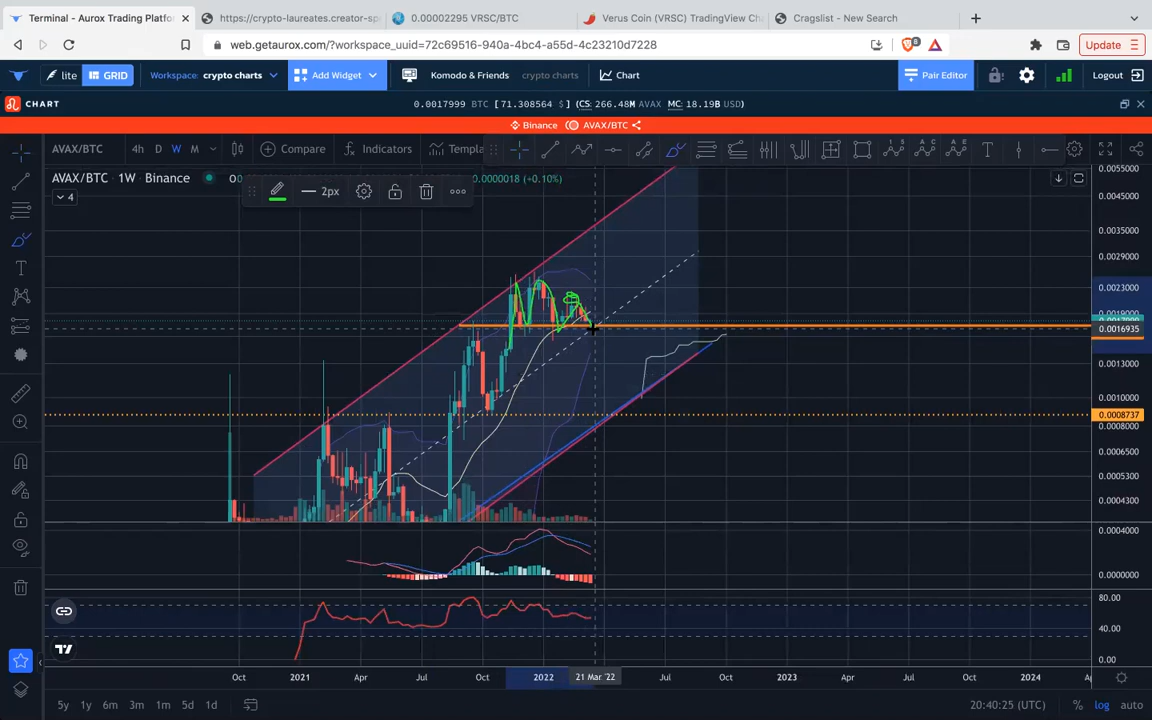 Terminal - Aurox Trading Platfo
https://crypto-laureates.creator-sp
0.00002295 VRSC/BTC
Verus Coin (VRSC) TradingView Cha
Cragslist - New Search
web.getaurox.com/?workspace_uuid=72c69516-940a-4bc4-a55d-4c23210d7228
8
Update
lite
GRID
Workspace: crypto charts
Add Widget
Komodo & Friends
crypto charts
Chart
Pair Editor
Logout
CHART
0.0017999 BTC [71.308564 $] (CS: 266.48M AVAX MC: 18.19B USD)
Binance
AVAX/BTC
AVAX/BTC
4h
D
W
M
Compare
Indicators
Templa
AVAX/BTC · 1W · Binance
0.0000018 (+0.10%)
4
2px
0.0055000
0.0045000
0.0035000
0.0029000
0.0023000
0.0016935
0.0013000
0.0010000
0.0008737
0.0008000
0.0006500
0.0005300
0.0004300
0.0004000
0.0000000
80.00
40.00
0.00
Oct
2021
Apr
Jul
Oct
2022
21 Mar '22
Jul
Oct
2023
Apr
Jul
Oct
2024
5y
1y
6m
3m
1m
5d
1d
20:40:25 (UTC)
%
log
auto